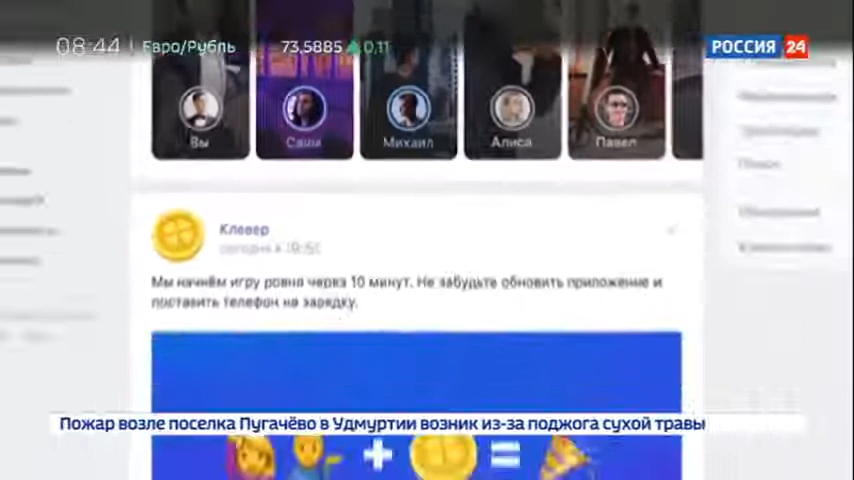 08:44 Евро/Рубль 73,5885 0,11 РОССИЯ 24
Вы Саша Михаил Алиса Павел
Клевер
сегодня в
Мы начнём игру ровно через 10 минут. Не забудьте обновить приложение и
поставить телефон на зарядку.
Пожар возле поселка Пугачёво в Удмуртии возник из-за поджога сухой травы